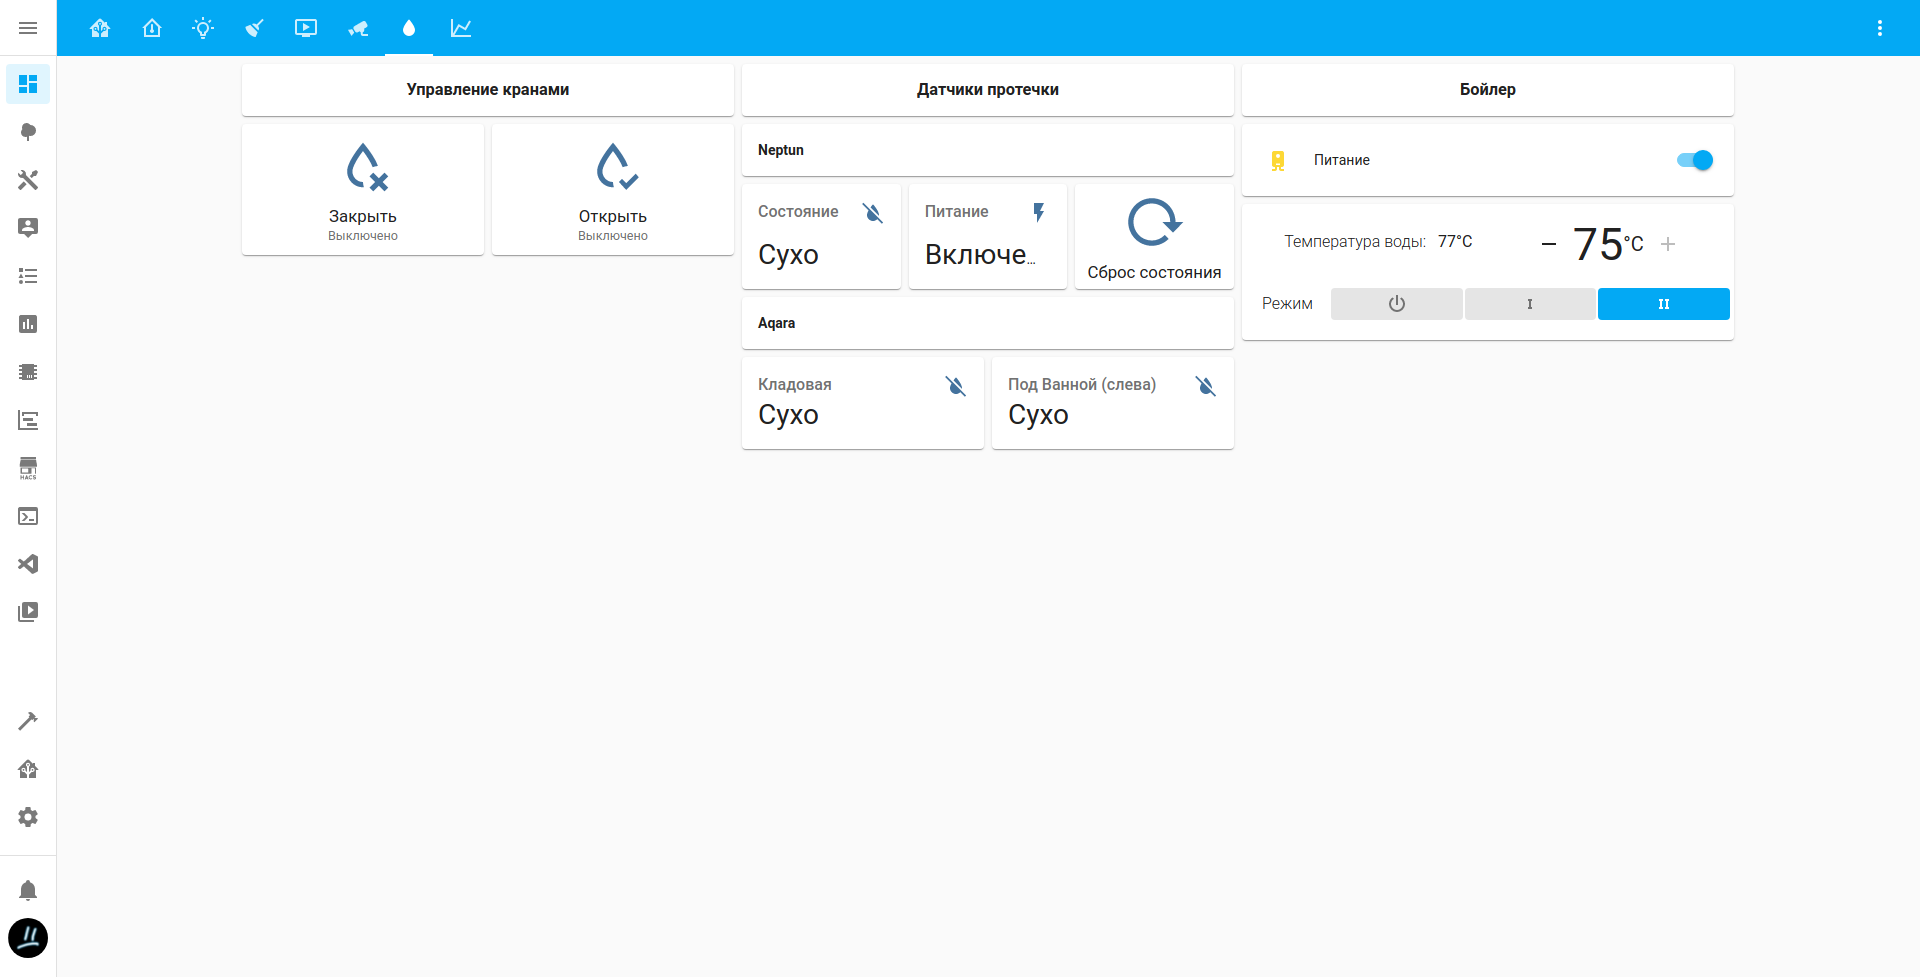 Управление кранами
Закрыть
Выключено
Открыть
Выключено
Датчики протечки
Neptun
Состояние
Сухо
Питание
Включе...
Сброс состояния
Aqara
Кладовая
Сухо
Под Ванной (слева)
Сухо
Бойлер
Питание
Температура воды: 77°C
75°C
Режим
I
II
HACS